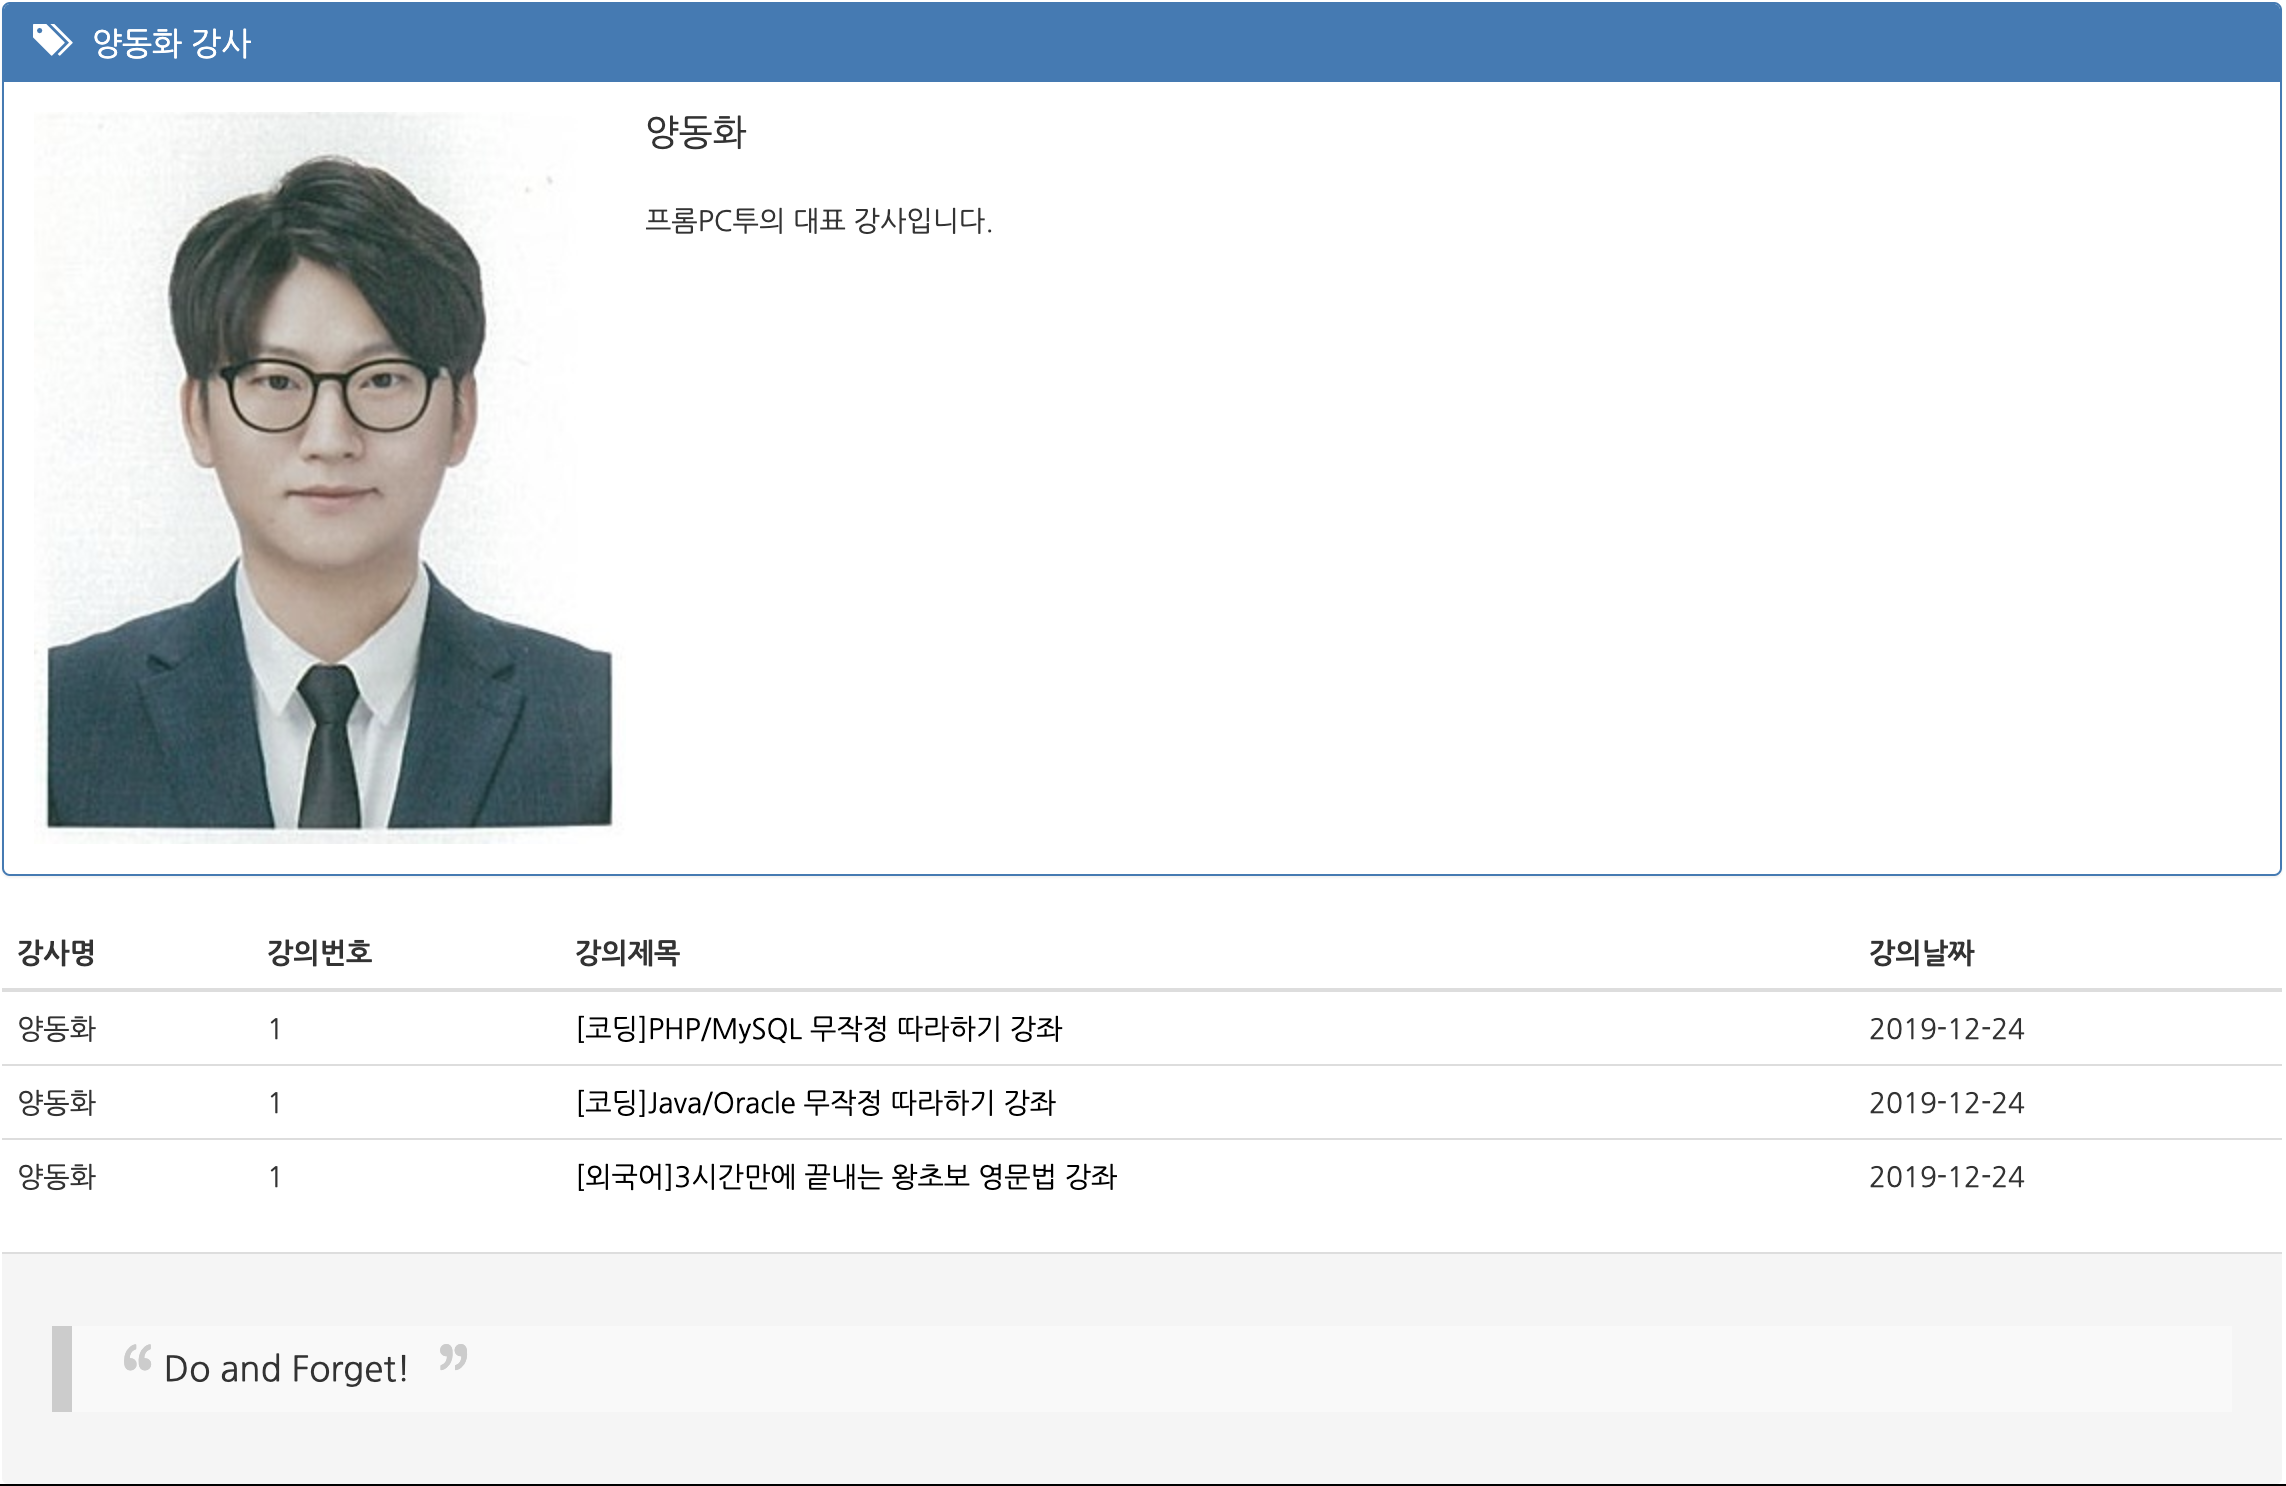 양동화 강사
양동화
프롬PC투의 대표 강사입니다.
강사명 강의번호 강의제목 강의날짜
양동화 1 [코딩]PHP/MySQL 무작정 따라하기 강좌 2019-12-24
양동화 1 [코딩]Java/Oracle 무작정 따라하기 강좌 2019-12-24
양동화 1 [외국어]3시간만에 끝내는 왕초보 영문법 강좌 2019-12-24
“ Do and Forget! ”